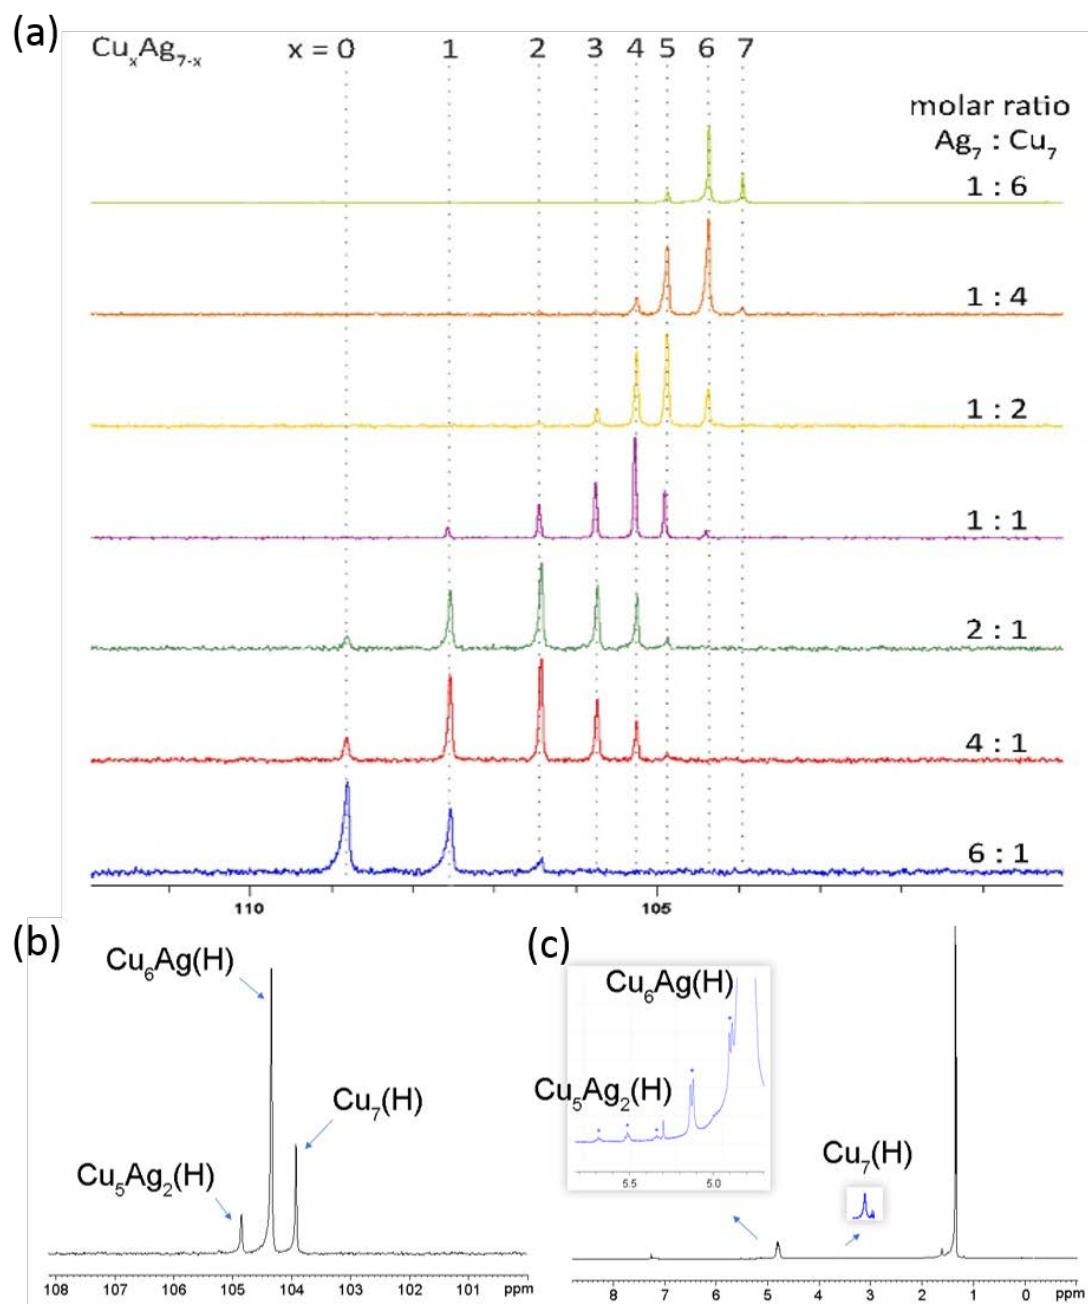 (a)
CuₓAg₇₋ₓ x = 0 1 2 3 4 5 6 7
molar ratio
Ag₇ : Cu₇
1 : 6
1 : 4
1 : 2
1 : 1
2 : 1
4 : 1
6 : 1
110 105
(b)
Cu₆Ag(H)
Cu₇(H)
Cu₅Ag₂(H)
108 107 106 105 104 103 102 101 ppm
(c)
Cu₆Ag(H)
Cu₅Ag₂(H)
5.5 5.0
Cu₇(H)
8 7 6 5 4 3 2 1 0 ppm